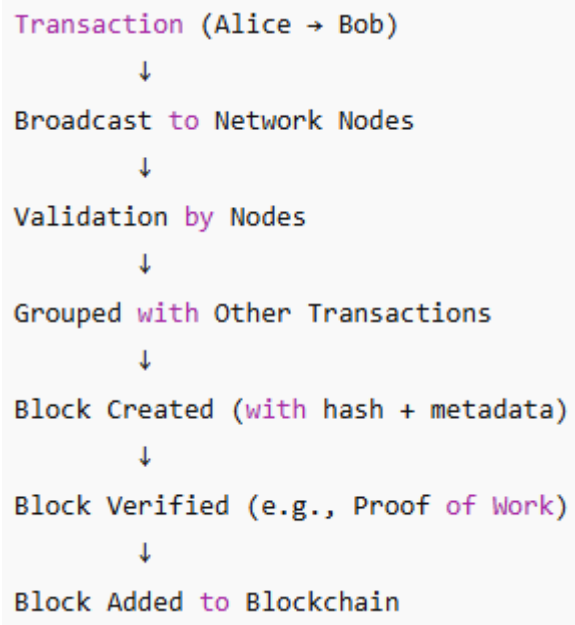 Transaction (Alice → Bob)
↓
Broadcast to Network Nodes
↓
Validation by Nodes
↓
Grouped with Other Transactions
↓
Block Created (with hash + metadata)
↓
Block Verified (e.g., Proof of Work)
↓
Block Added to Blockchain